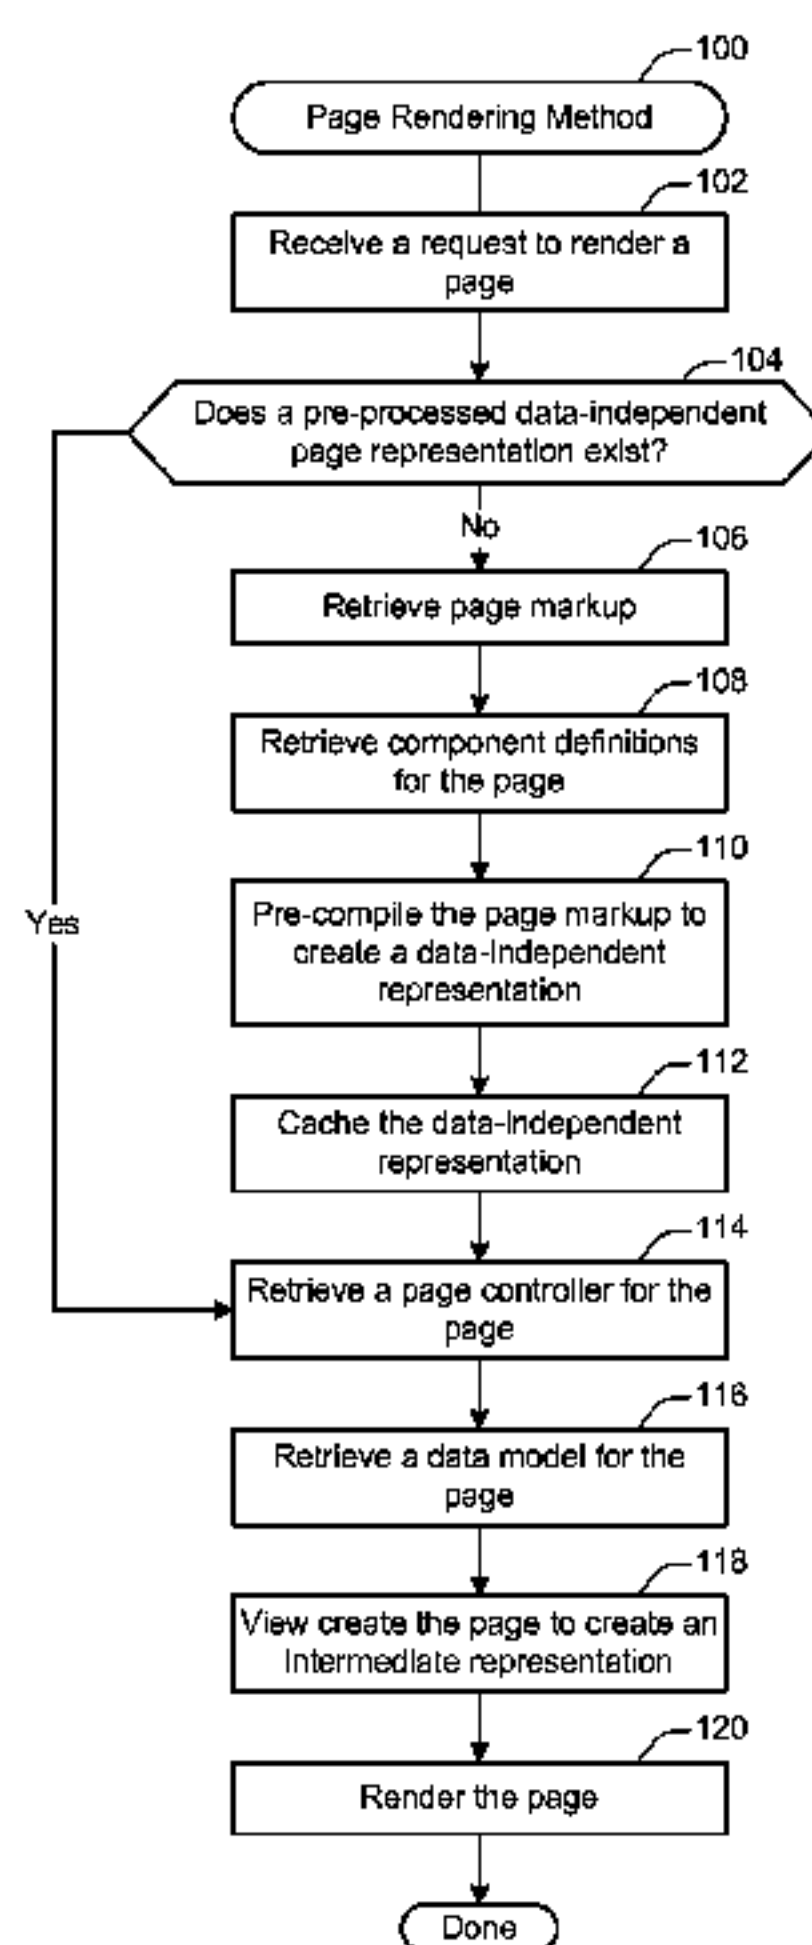 100
Page Rendering Method
102
Receive a request to render a
page
104
Does a pre-processed data-independent
page representation exist?
No
106
Retrieve page markup
108
Retrieve component definitions
for the page
110
Pre-compile the page markup to
create a data-independent
representation
Yes
112
Cache the data-independent
representation
114
Retrieve a page controller for the
page
116
Retrieve a data model for the
page
118
View create the page to create an
intermediate representation
120
Render the page
Done